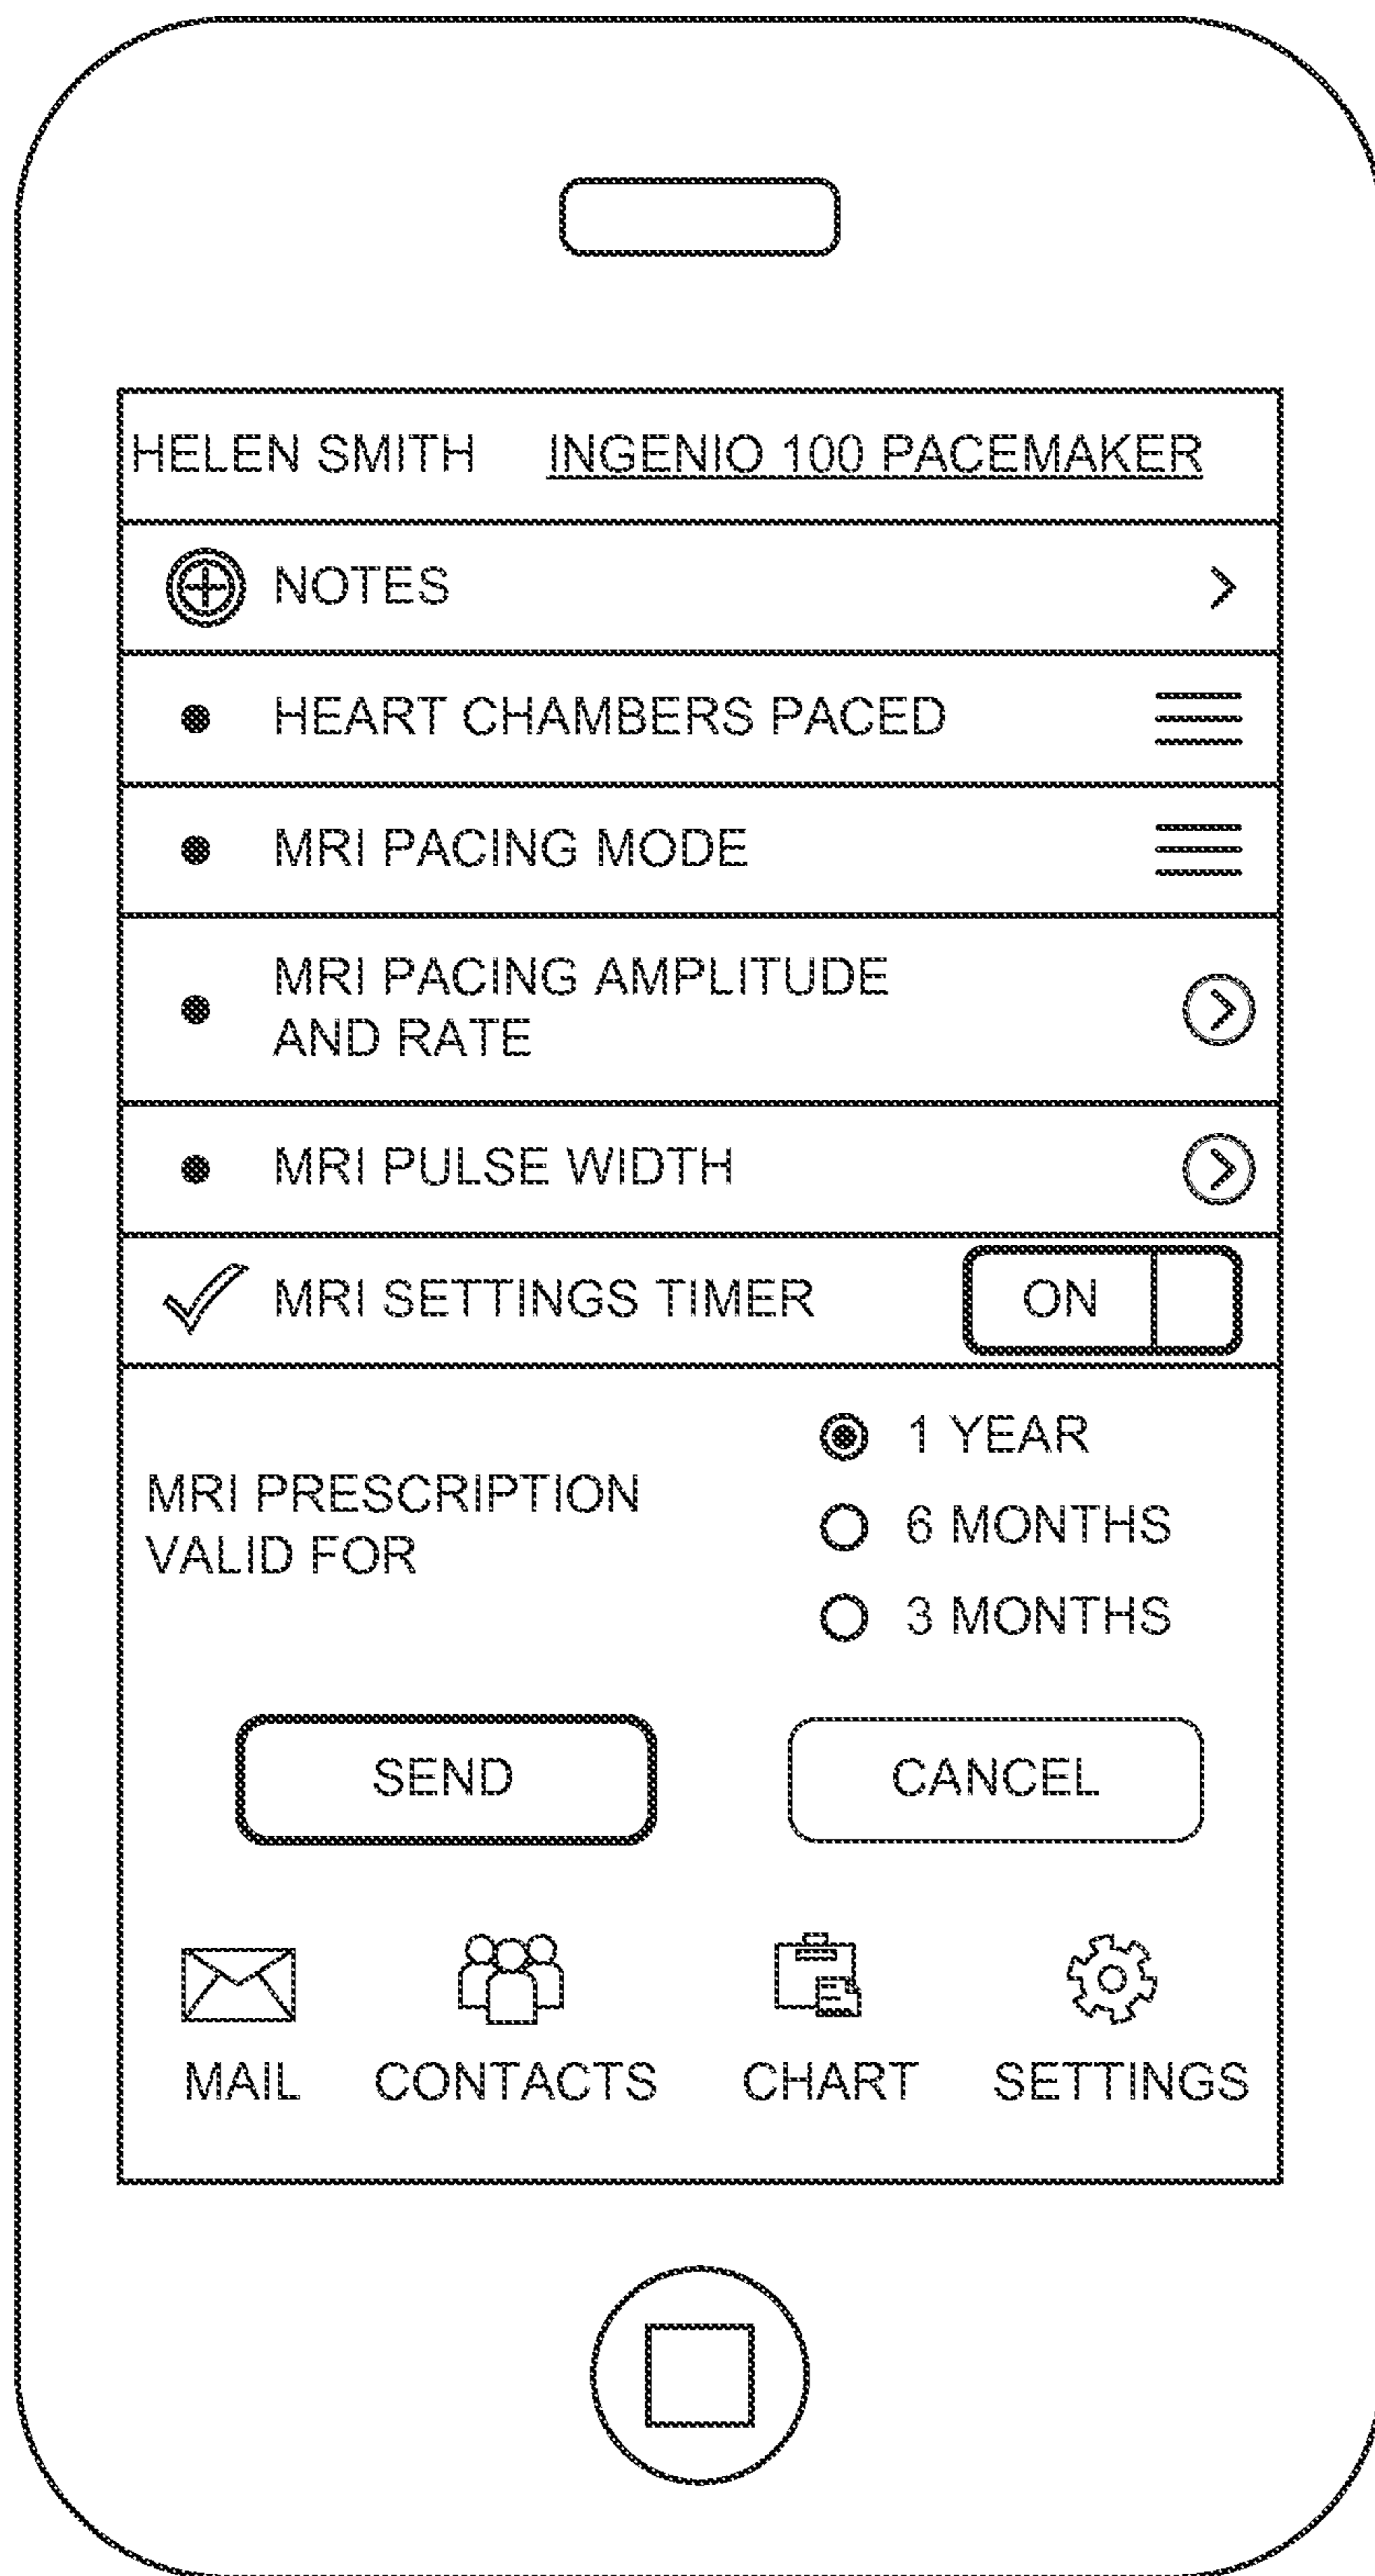 HELEN SMITH INGENIO 100 PACEMAKER
NOTES
HEART CHAMBERS PACED
MRI PACING MODE
MRI PACING AMPLITUDE
AND RATE
MRI PULSE WIDTH
MRI SETTINGS TIMER ON
MRI PRESCRIPTION
VALID FOR
1 YEAR
6 MONTHS
3 MONTHS
SEND CANCEL
MAIL CONTACTS CHART SETTINGS